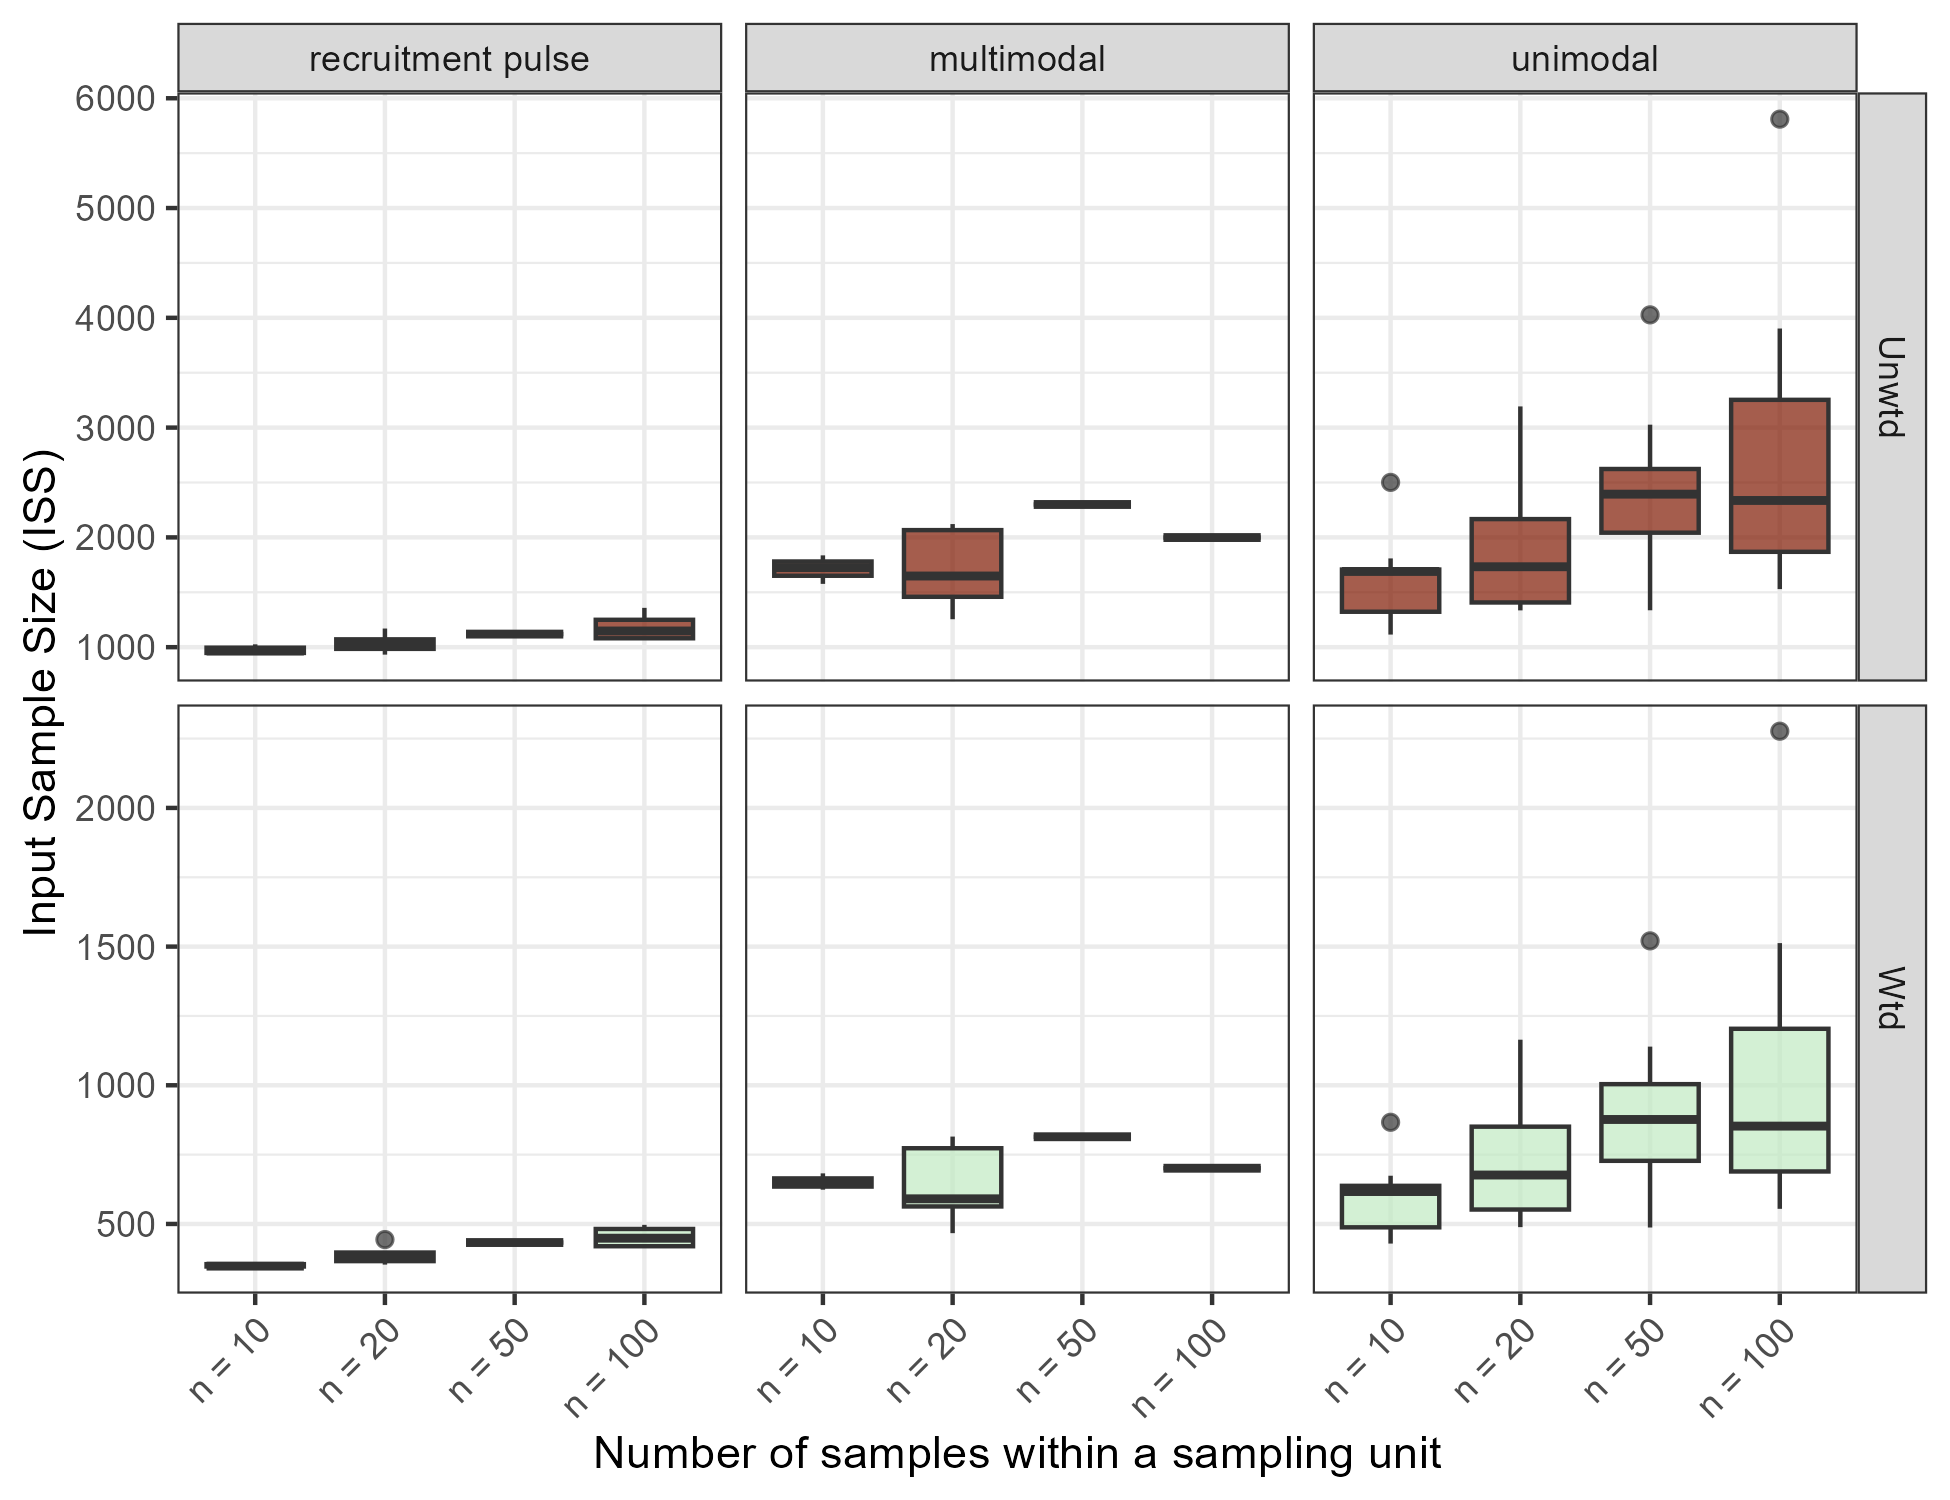 recruitment pulse
multimodal
unimodal
Input Sample Size (ISS)
6000
5000
4000
3000
2000
1000
Unwtd
2000
1500
1000
500
Wtd
n = 10
n = 20
n = 50
n = 100
n = 10
n = 20
n = 50
n = 100
n = 10
n = 20
n = 50
n = 100
Number of samples within a sampling unit